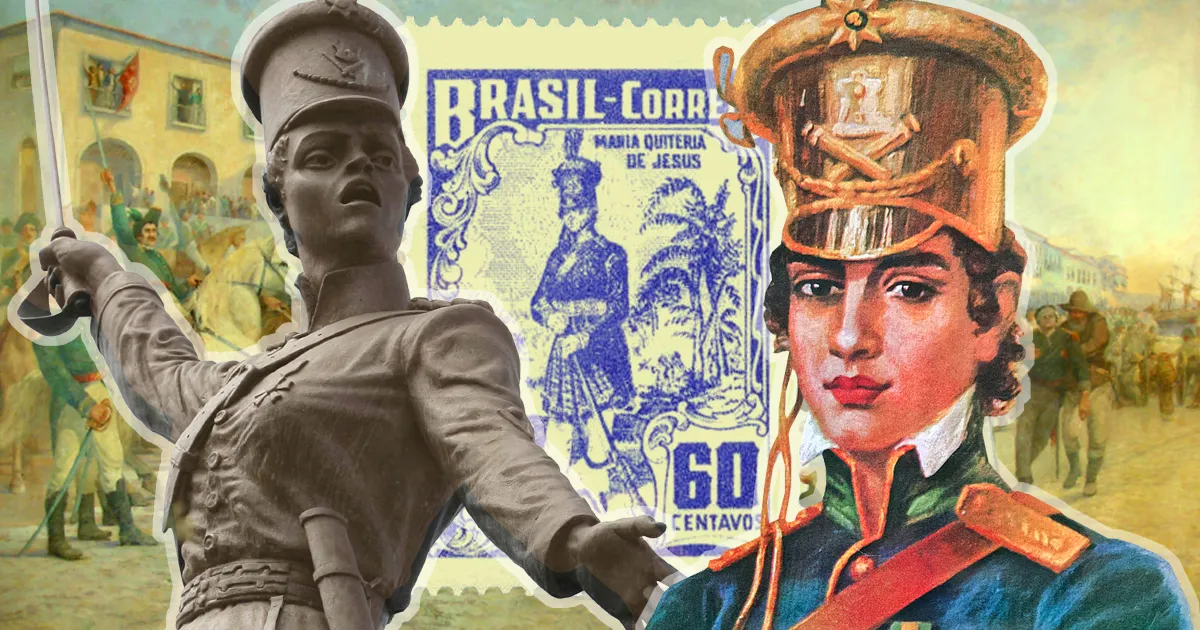 BRASIL-CORRE
MARIA QUITERIA
DE JESUS
60
CENTAVOS